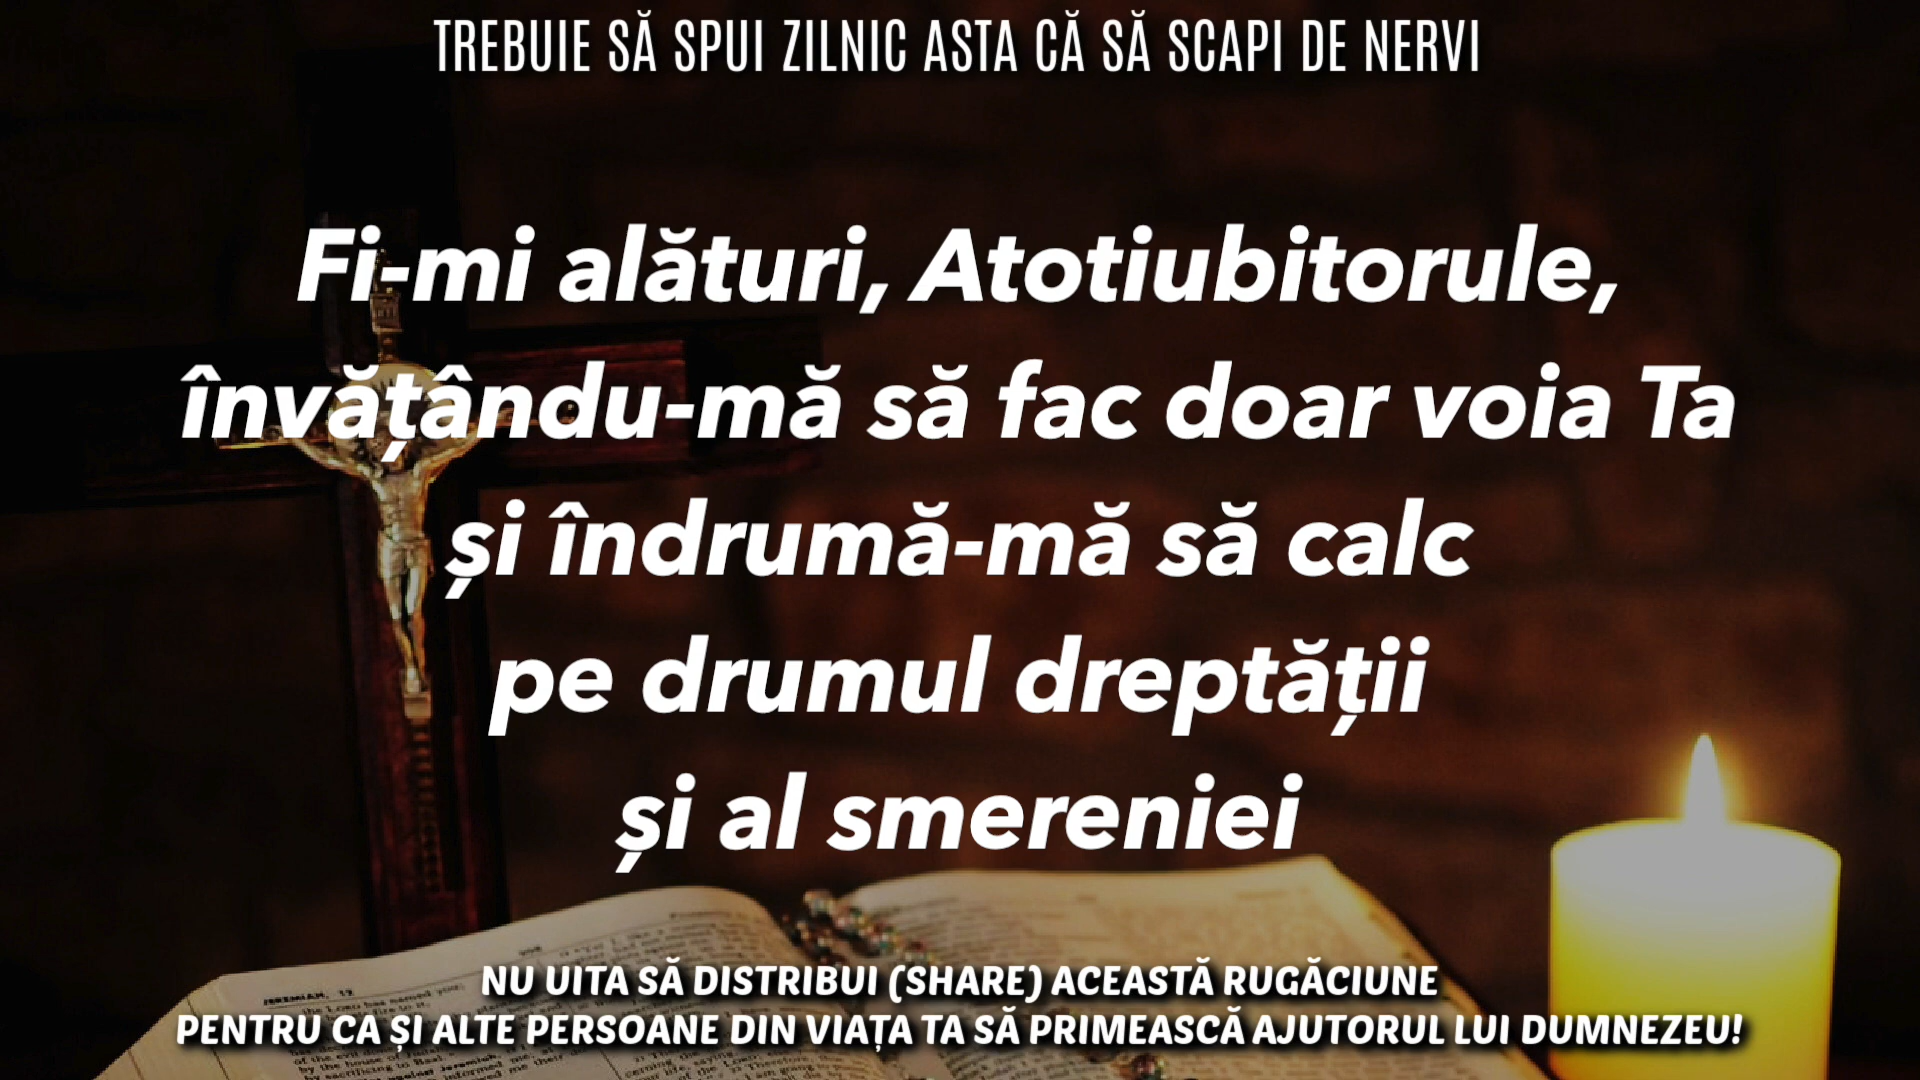 TREBUIE SĂ SPUI ZILNIC ASTA CĂ SĂ SCAPI DE NERVI
Fi-mi alături, Atotiubitorule,
învățându-mă să fac doar voia Ta
și îndrumă-mă să calc
pe drumul dreptății
și al smereniei
NU UITA SĂ DISTRIBUI (SHARE) ACEASTĂ RUGĂCIUNE
PENTRU CA ȘI ALTE PERSOANE DIN VIAȚA TA SĂ PRIMEASCĂ AJUTORUL LUI DUMNEZEU!
JEREMIAH, 12